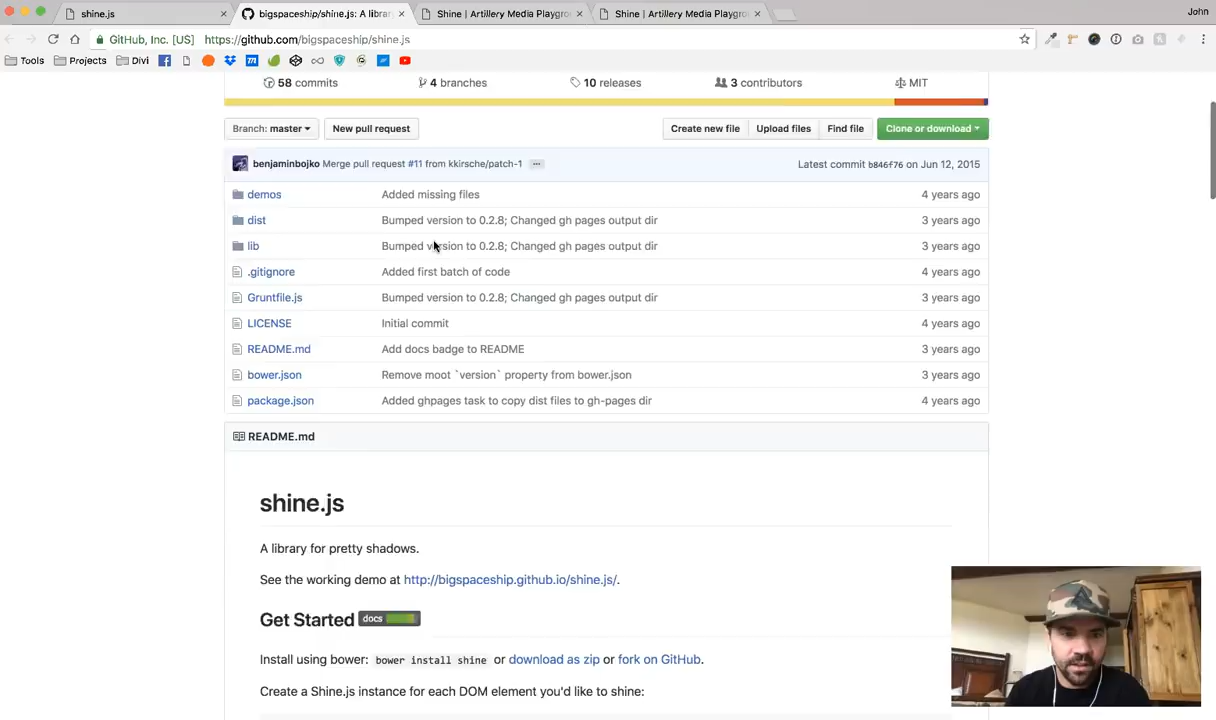 shine.js
bigspaceship/shine.js: A librar
Shine | Artillery Media Playgro
Shine | Artillery Media Playgro
John
GitHub, Inc. [US]
https://github.com/bigspaceship/shine.js
Tools
Projects
Divi
58 commits
4 branches
10 releases
3 contributors
MIT
Branch: master
New pull request
Create new file
Upload files
Find file
Clone or download
benjaminbojko Merge pull request #11 from kkirsche/patch-1
Latest commit b846f76 on Jun 12, 2015
demos
Added missing files
4 years ago
dist
Bumped version to 0.2.8; Changed gh pages output dir
3 years ago
lib
Bumped version to 0.2.8; Changed gh pages output dir
3 years ago
.gitignore
Added first batch of code
4 years ago
Gruntfile.js
Bumped version to 0.2.8; Changed gh pages output dir
3 years ago
LICENSE
Initial commit
4 years ago
README.md
Add docs badge to README
3 years ago
bower.json
Remove moot `version` property from bower.json
3 years ago
package.json
Added ghpages task to copy dist files to gh-pages dir
4 years ago
README.md
shine.js
A library for pretty shadows.
See the working demo at http://bigspaceship.github.io/shine.js/.
Get Started docs
Install using bower: bower install shine or download as zip or fork on GitHub.
Create a Shine.js instance for each DOM element you'd like to shine: